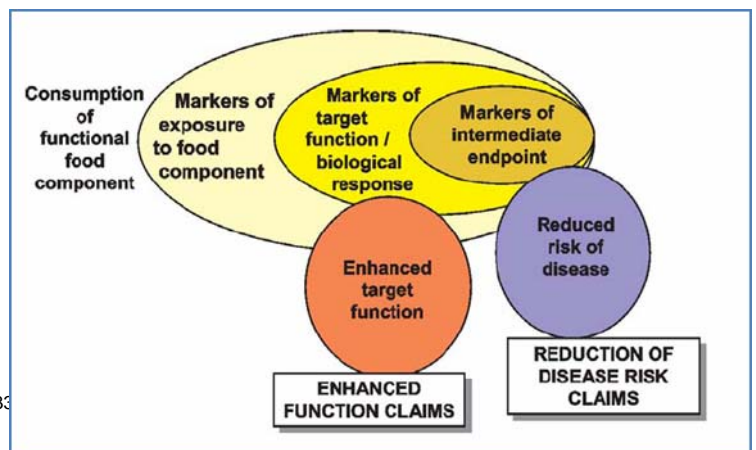 Consumption
of
functional
food
component
Markers of
exposure
to food
component
Markers of
target
function /
biological
response
Markers of
intermediate
endpoint
Enhanced
target
function
Reduced
risk of
disease
ENHANCED
FUNCTION CLAIMS
REDUCTION OF
DISEASE RISK
CLAIMS